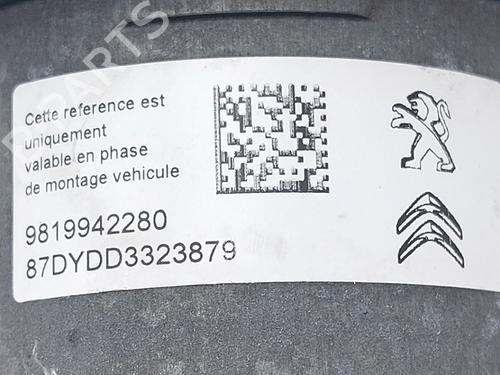 Cette reference est
uniquement
valable en phase
de montage vehicule
9819942280
87DYDD3323879